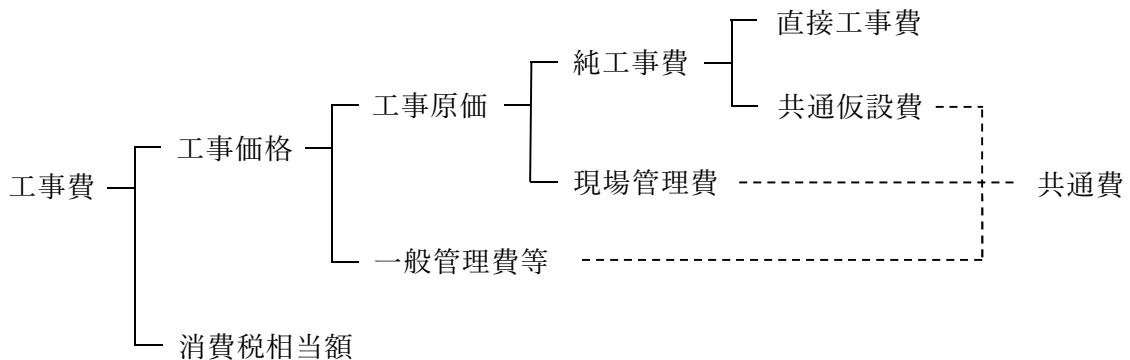 直接工事費
純工事費
工事原価
共通仮設費
工事価格
工事費
現場管理費
共通費
一般管理費等
消費税相当額